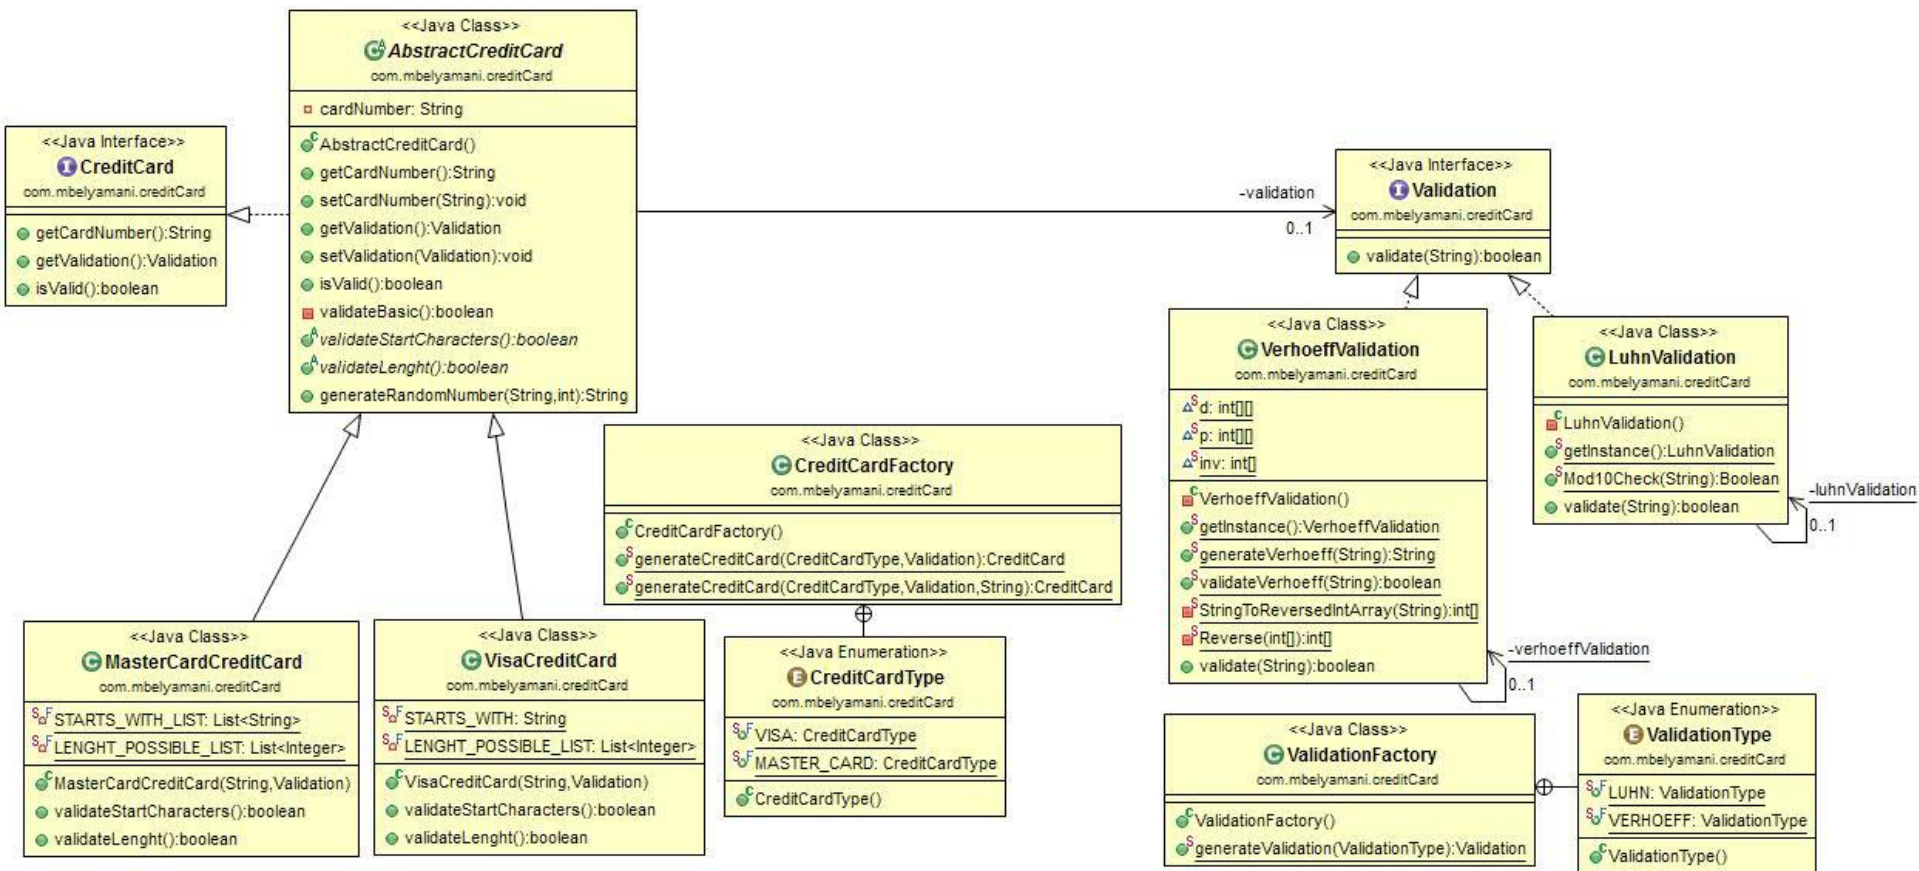 <<Java Class>>
AbstractCreditCard
com.mbelyamani.creditCard
cardNumber: String
AbstractCreditCard()
getCardNumber():String
setCardNumber(String):void
getValidation():Validation
setValidation(Validation):void
isValid():boolean
validateBasic():boolean
validateStartCharacters():boolean
validateLenght():boolean
generateRandomNumber(String,int):String
<<Java Interface>>
CreditCard
com.mbelyamani.creditCard
getCardNumber():String
getValidation():Validation
isValid():boolean
-validation
0..1
<<Java Interface>>
Validation
com.mbelyamani.creditCard
validate(String):boolean
<<Java Class>>
VerhoeffValidation
com.mbelyamani.creditCard
d: int[][]
p: int[][]
inv: int[]
VerhoeffValidation()
getInstance():VerhoeffValidation
generateVerhoeff(String):String
validateVerhoeff(String):boolean
StringToReversedIntArray(String):int[]
Reverse(int[]):int[]
validate(String):boolean
-verhoeffValidation
0..1
<<Java Class>>
LuhnValidation
com.mbelyamani.creditCard
LuhnValidation()
getInstance():LuhnValidation
Mod10Check(String):Boolean
validate(String):boolean
-luhnValidation
0..1
<<Java Class>>
CreditCardFactory
com.mbelyamani.creditCard
CreditCardFactory()
generateCreditCard(CreditCardType,Validation):CreditCard
generateCreditCard(CreditCardType,Validation,String):CreditCard
<<Java Class>>
MasterCardCreditCard
com.mbelyamani.creditCard
STARTS_WITH_LIST: List<String>
LENGHT_POSSIBLE_LIST: List<Integer>
MasterCardCreditCard(String,Validation)
validateStartCharacters():boolean
validateLenght():boolean
<<Java Class>>
VisaCreditCard
com.mbelyamani.creditCard
STARTS_WITH: String
LENGHT_POSSIBLE_LIST: List<Integer>
VisaCreditCard(String,Validation)
validateStartCharacters():boolean
validateLenght():boolean
<<Java Enumeration>>
CreditCardType
com.mbelyamani.creditCard
VISA: CreditCardType
MASTER_CARD: CreditCardType
CreditCardType()
<<Java Class>>
ValidationFactory
com.mbelyamani.creditCard
ValidationFactory()
generateValidation(ValidationType):Validation
<<Java Enumeration>>
ValidationType
com.mbelyamani.creditCard
LUHN: ValidationType
VERHOEFF: ValidationType
ValidationType()